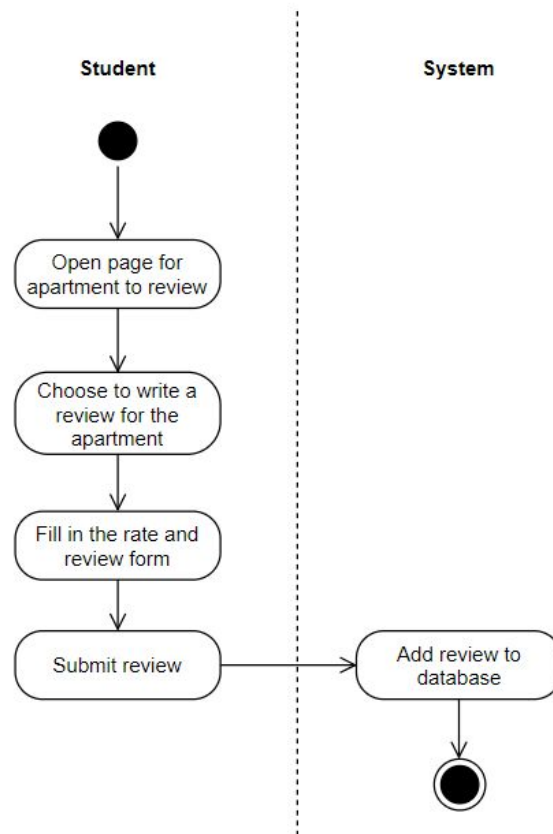 Student
System
Open page for
apartment to review
Choose to write a
review for the
apartment
Fill in the rate and
review form
Submit review
Add review to
database